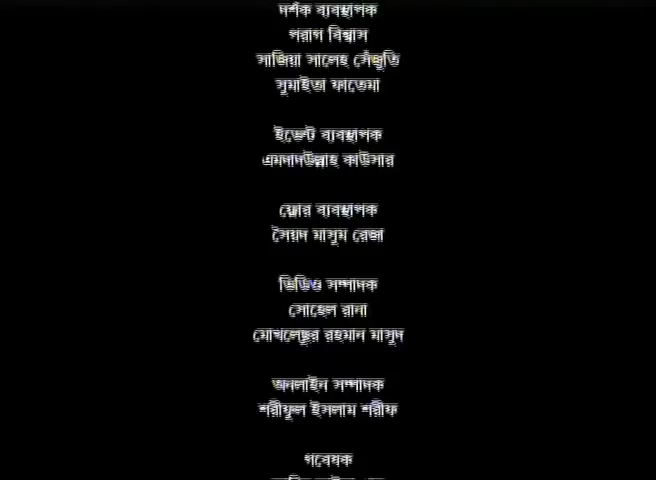 দর্শক ব্যবস্থাপক
পরাগ বিশ্বাস
সাজিয়া সালেহ সেঁজুতি
সুমাইতা ফাতেমা
ইভেন্ট ব্যবস্থাপক
এমদাদউল্লাহ কাউসার
ফ্লোর ব্যবস্থাপক
সৈয়দ মাসুম রেজা
ভিডিও সম্পাদক
সোহেল রানা
মোখলেছুর রহমান মাসুদ
অনলাইন সম্পাদক
শরীফুল ইসলাম শরীফ
গবেষক